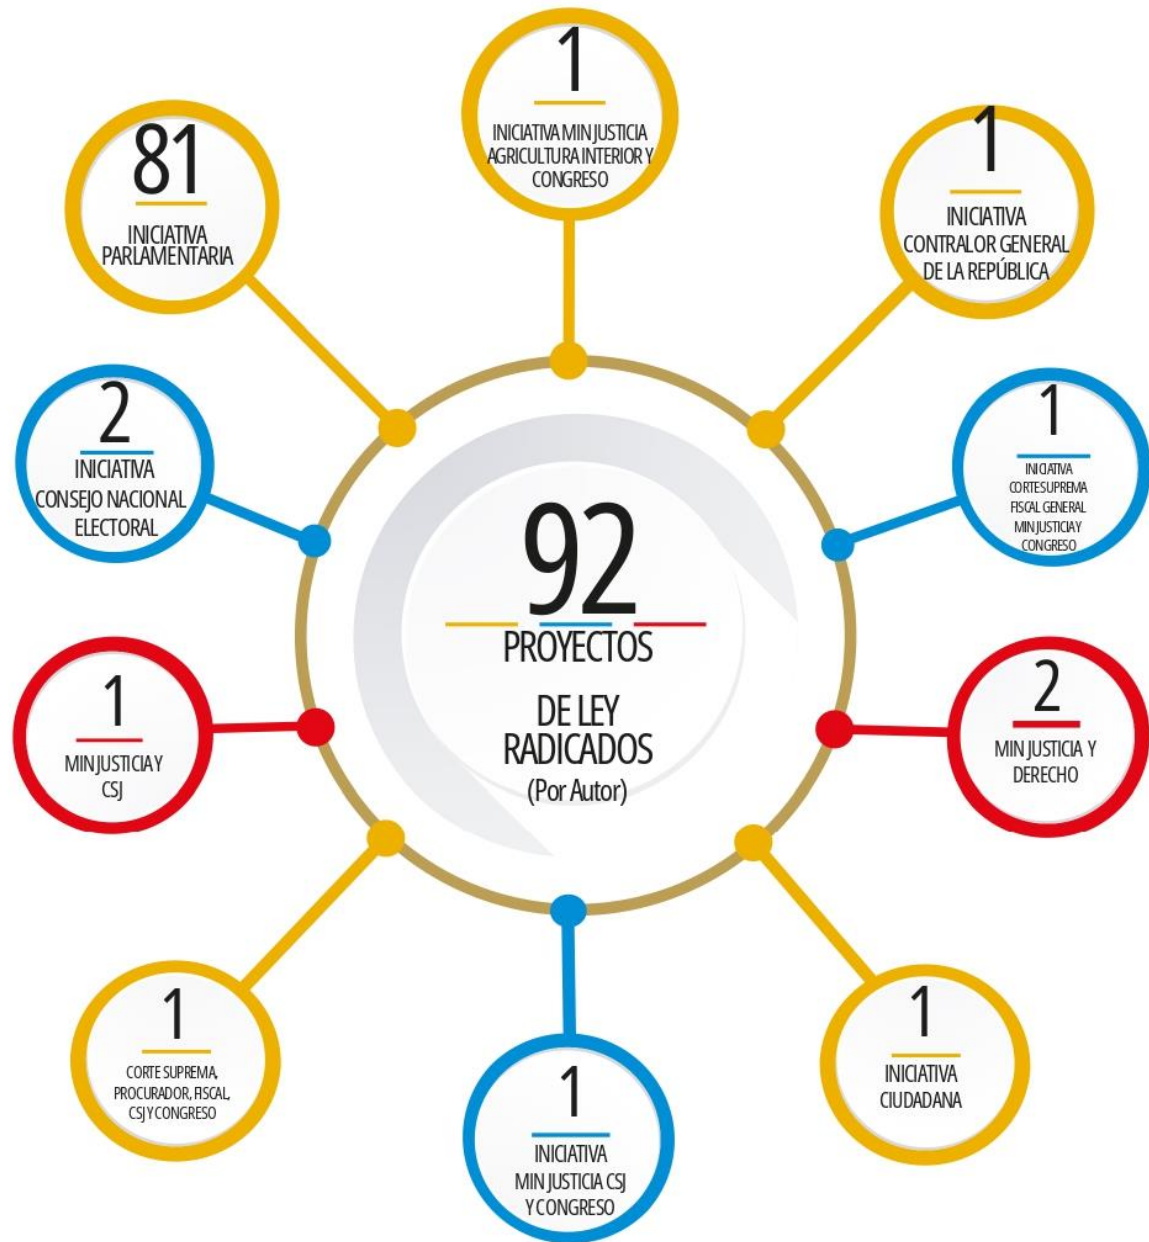 1
INICIATIVA MIN JUSTICIA
AGRICULTURA INTERIOR Y
CONGRESO
81
INICIATIVA
PARLAMENTARIA
1
INICIATIVA
CONTRALOR GENERAL
DE LA REPÚBLICA
2
INICIATIVA
CONSEJO NACIONAL
ELECTORAL
1
INICIATIVA
CORTE SUPREMA
FISCAL GENERAL
MIN JUSTICIA Y
CONGRESO
92
PROYECTOS
DE LEY
RADICADOS
(Por Autor)
1
MIN JUSTICIA Y
CSJ
2
MIN JUSTICIA Y
DERECHO
1
CORTE SUPREMA,
PROCURADOR, FISCAL,
CSJ Y CONGRESO
1
INICIATIVA
MIN JUSTICIA CSJ
Y CONGRESO
1
INICIATIVA
CIUDADANA